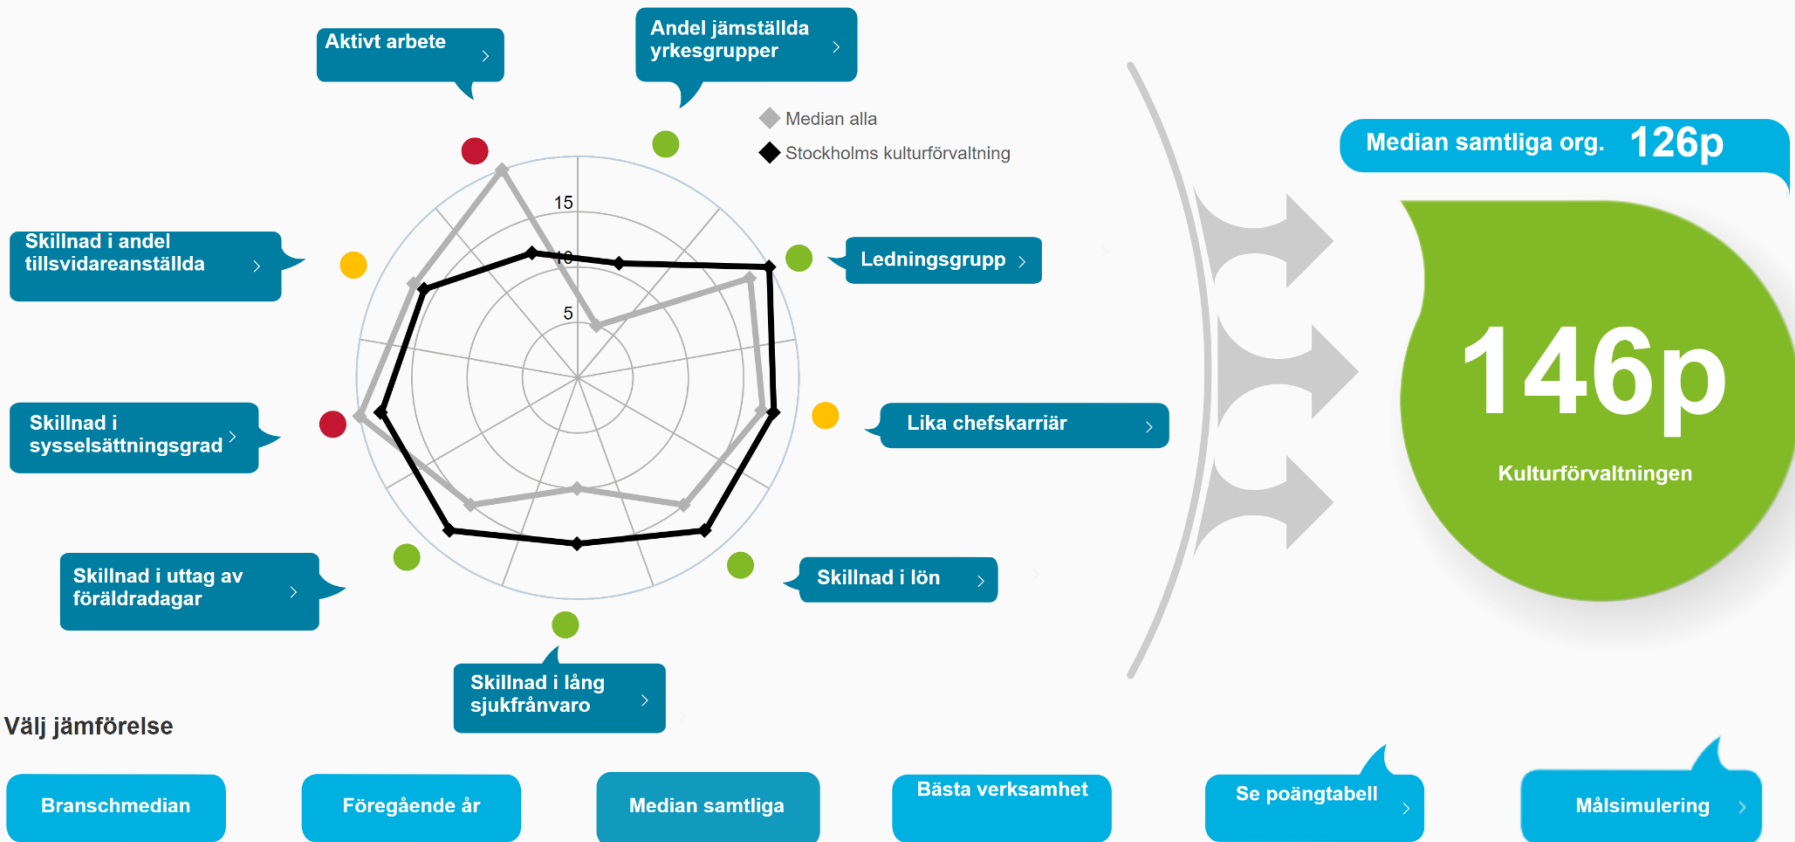 Aktivt arbete
Andel jämställda
yrkesgrupper
Median alla
Stockholms kulturförvaltning
Median samtliga org. 126p
15
10
5
Skillnad i andel
tillsvidareanställda
Ledningsgrupp
Skillnad i
sysselsättningsgrad
Lika chefskarriär
146p
Kulturförvaltningen
Skillnad i uttag av
föräldradagar
Skillnad i lön
Skillnad i lång
sjukfrånvaro
Välj jämförelse
Branschmedian
Föregående år
Median samtliga
Bästa verksamhet
Se poängtabell
Målsimulering